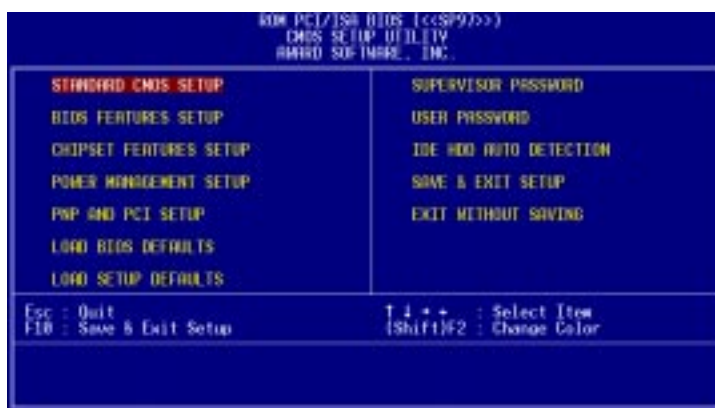 ROM PCI/ISA BIOS (<<SP97>>)
CMOS SETUP UTILITY
AWARD SOFTWARE, INC.
STANDARD CMOS SETUP
BIOS FEATURES SETUP
CHIPSET FEATURES SETUP
POWER MANAGEMENT SETUP
PNP AND PCI SETUP
LOAD BIOS DEFAULTS
LOAD SETUP DEFAULTS
SUPERVISOR PASSWORD
USER PASSWORD
IDE HDD AUTO DETECTION
SAVE & EXIT SETUP
EXIT WITHOUT SAVING
Esc : Quit
F10 : Save & Exit Setup
↑ ↓ → ← : Select Item
(Shift)F2 : Change Color